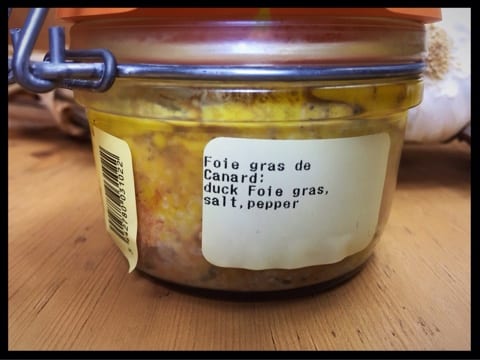 Foie gras de
Canard:
duck Foie gras,
salt,pepper